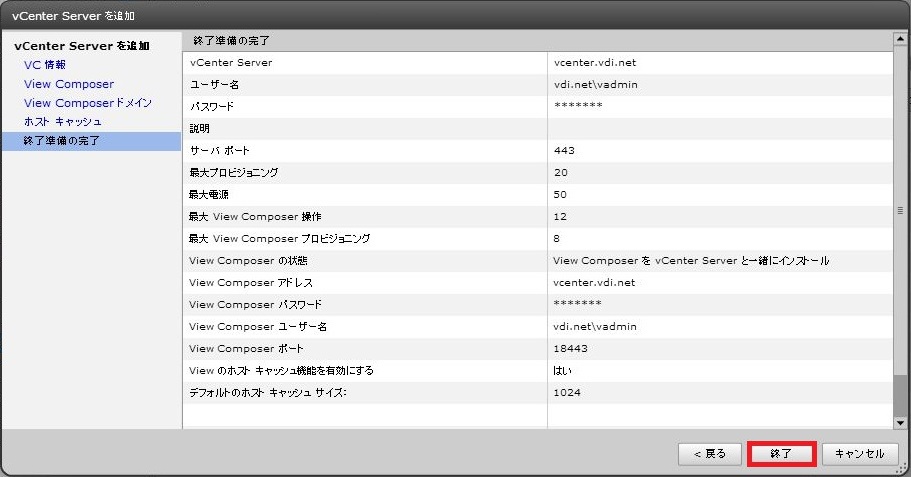 vCenter Server を追加
vCenter Server を追加
VC 情報
View Composer
View Composer ドメイン
ホスト キャッシュ
終了準備の完了
終了準備の完了
vCenter Server vcenter.vdi.net
ユーザー名 vdi.net\vadmin
パスワード *******
説明
サーバ ポート 443
最大プロビジョニング 20
最大電源 50
最大 View Composer 操作 12
最大 View Composer プロビジョニング 8
View Composer の状態 View Composer を vCenter Server と一緒にインストール
View Composer アドレス vcenter.vdi.net
View Composer パスワード *******
View Composer ユーザー名 vdi.net\vadmin
View Composer ポート 18443
View のホスト キャッシュ機能を有効にする はい
デフォルトのホスト キャッシュ サイズ: 1024
< 戻る 終了 キャンセル